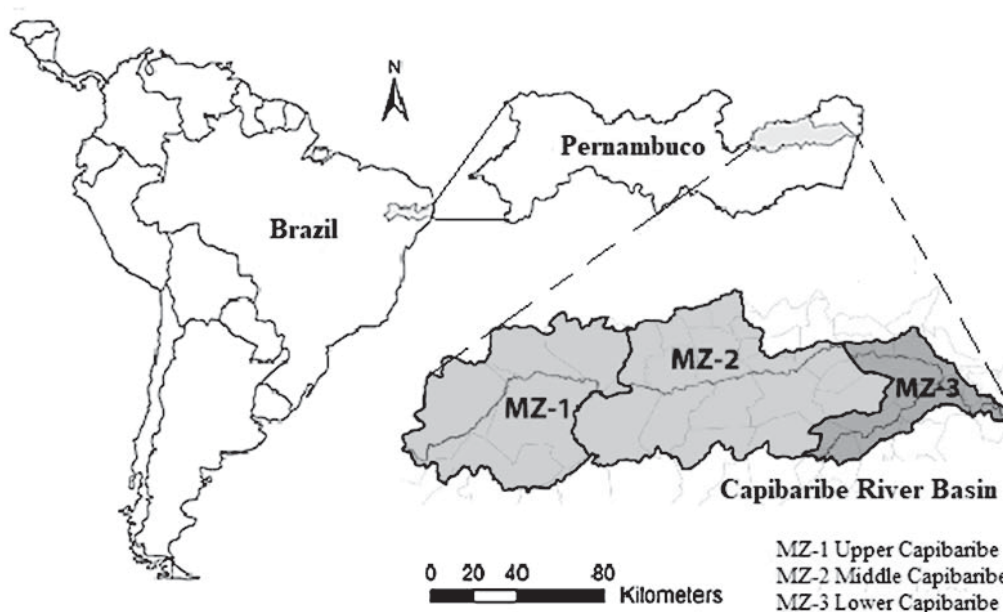 N
Pernambuco
Brazil
MZ-2
MZ-1
MZ-3
Capibaribe River Basin
0 20 40 80
Kilometers
MZ-1 Upper Capibaribe
MZ-2 Middle Capibaribe
MZ-3 Lower Capibaribe